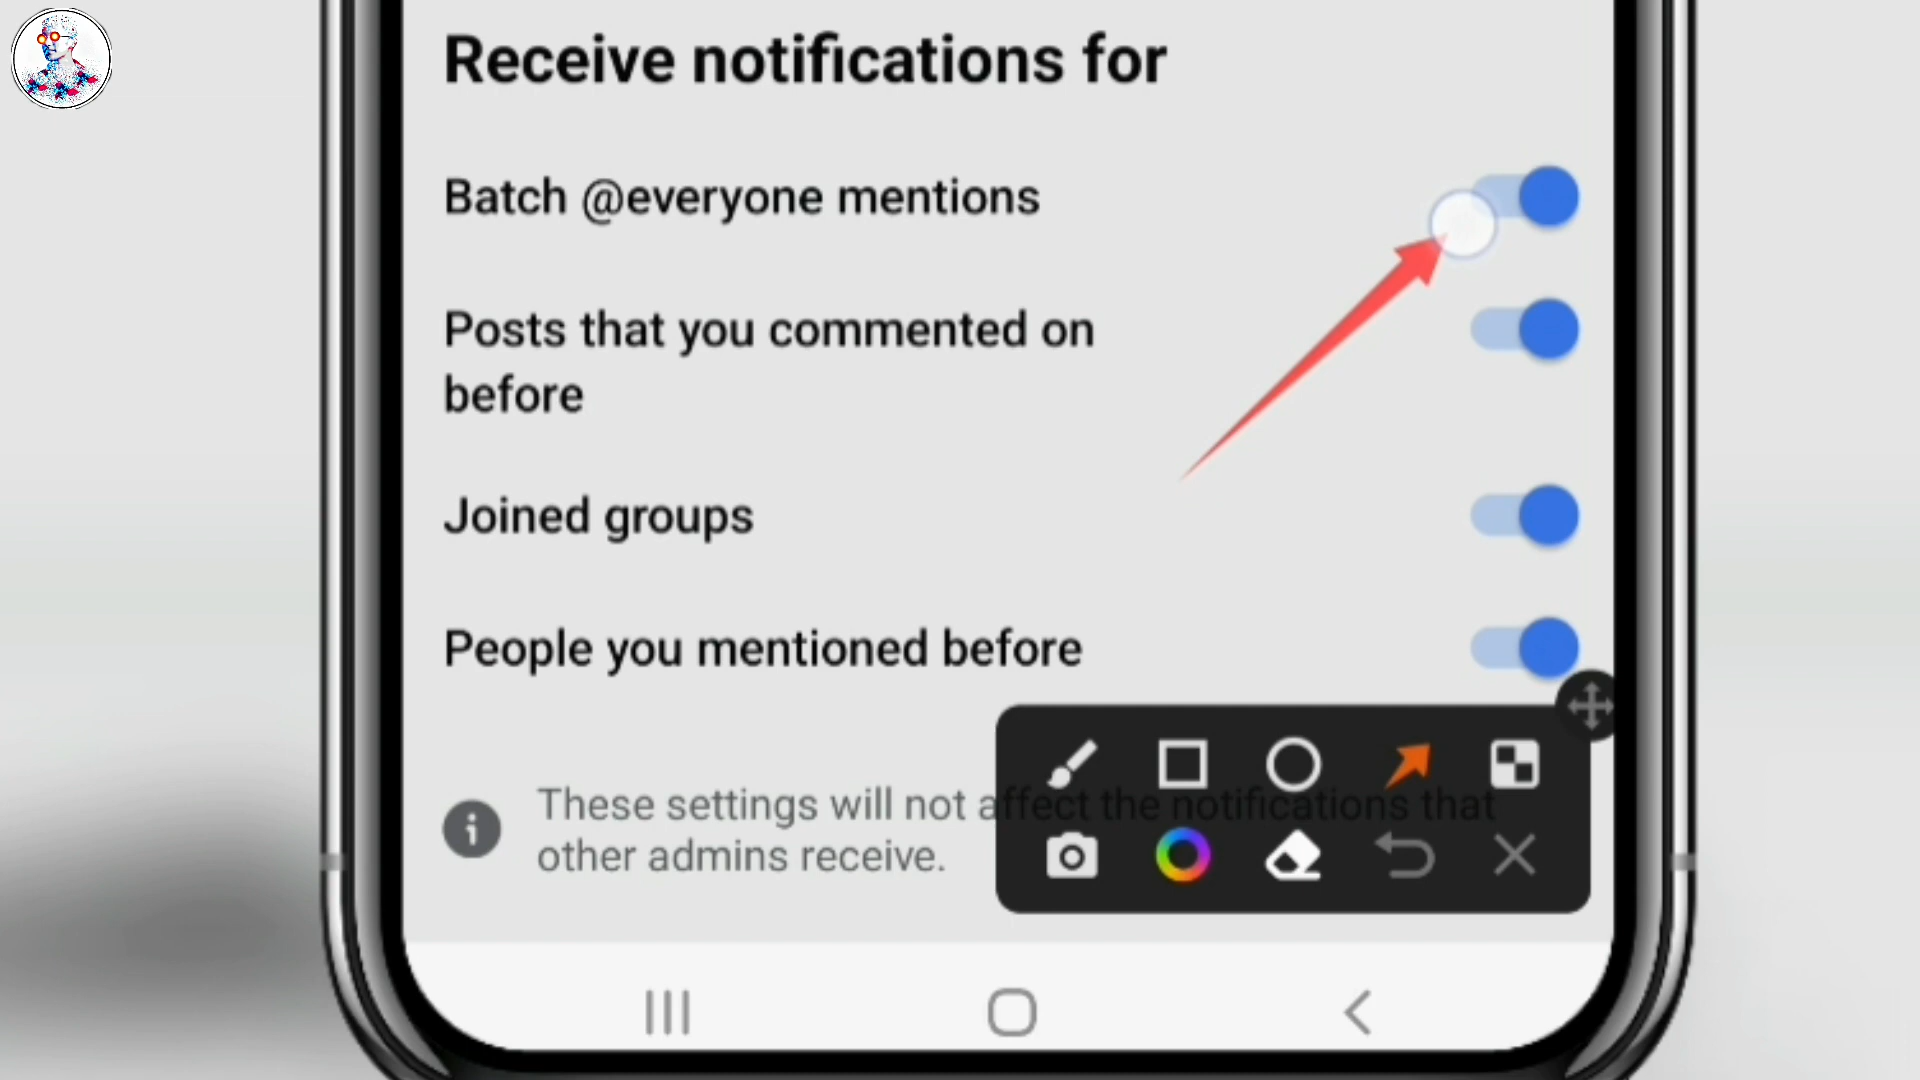 Receive notifications for
Batch @everyone mentions
Posts that you commented on
before
Joined groups
People you mentioned before
These settings will not affect the notifications that
other admins receive.